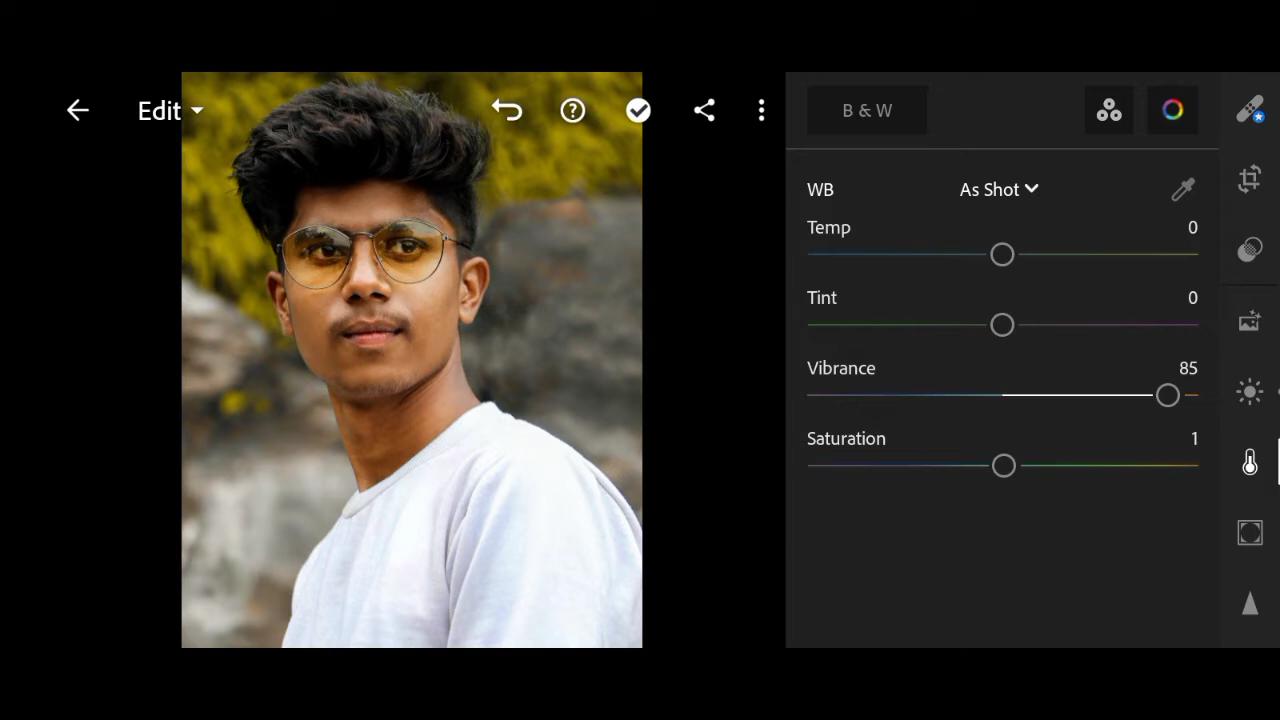 Edit
B & W
WB As Shot
Temp 0
Tint 0
Vibrance 85
Saturation 1